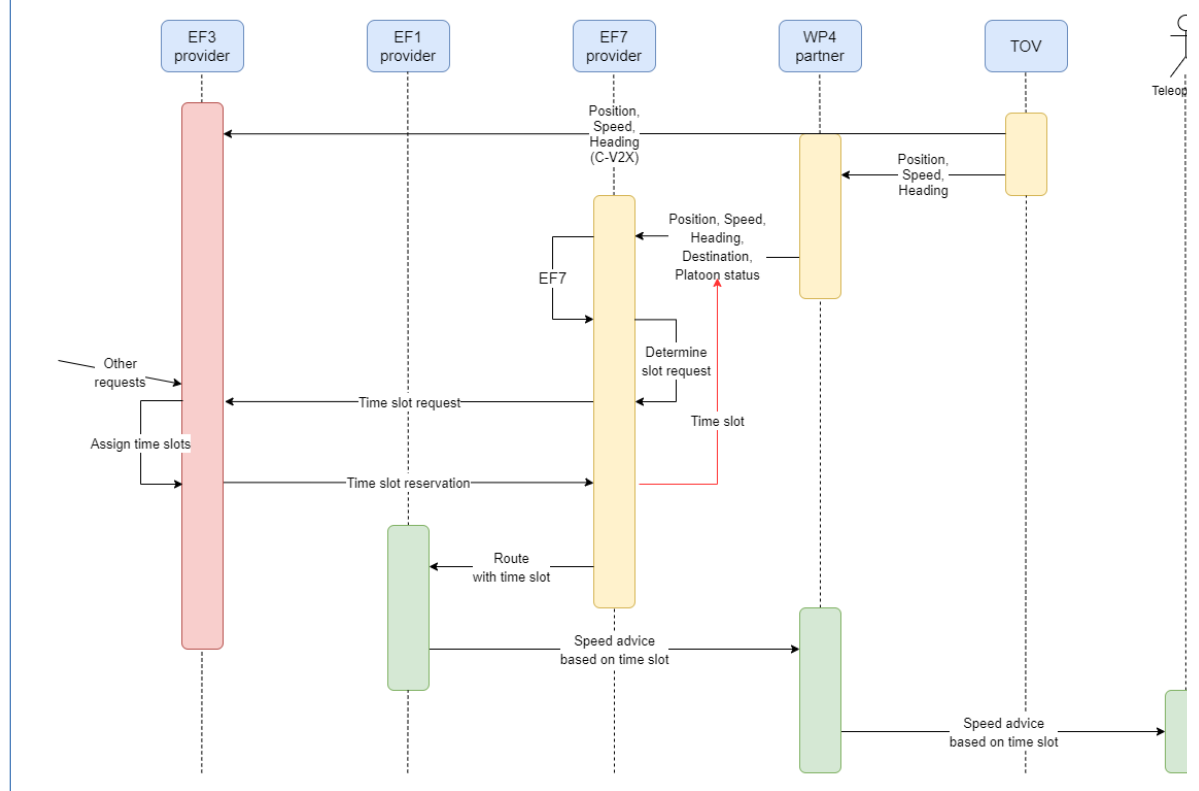 EF3
provider
EF1
provider
EF7
provider
WP4
partner
TOV
Position,
Speed,
Heading
(C-V2X)
Position,
Speed,
Heading
Position, Speed,
Heading,
Destination,
Platoon status
EF7
Determine
slot request
Other
requests
Time slot request
Time slot
Assign time slots
Time slot reservation
Route
with time slot
Speed advice
based on time slot
Speed advice
based on time slot